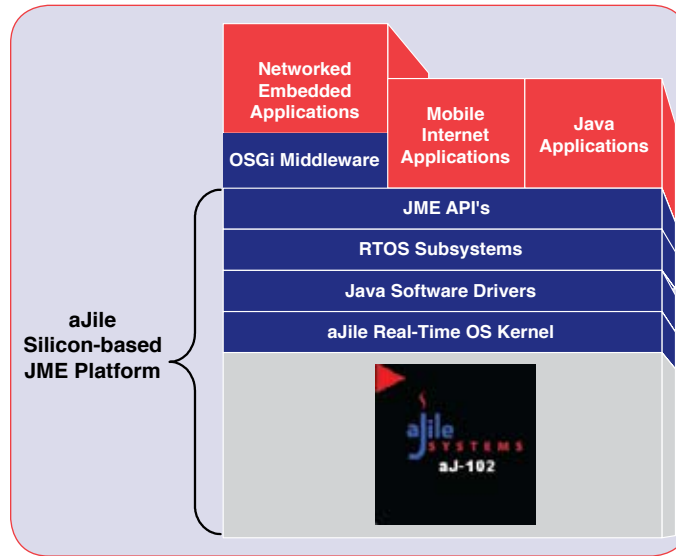 Networked
Embedded
Applications
Mobile
Internet
Applications
Java
Applications
OSGi Middleware
JME API's
RTOS Subsystems
Java Software Drivers
aJile Real-Time OS Kernel
aJile
Silicon-based
JME Platform
aJile
SYSTEMS
aJ-102